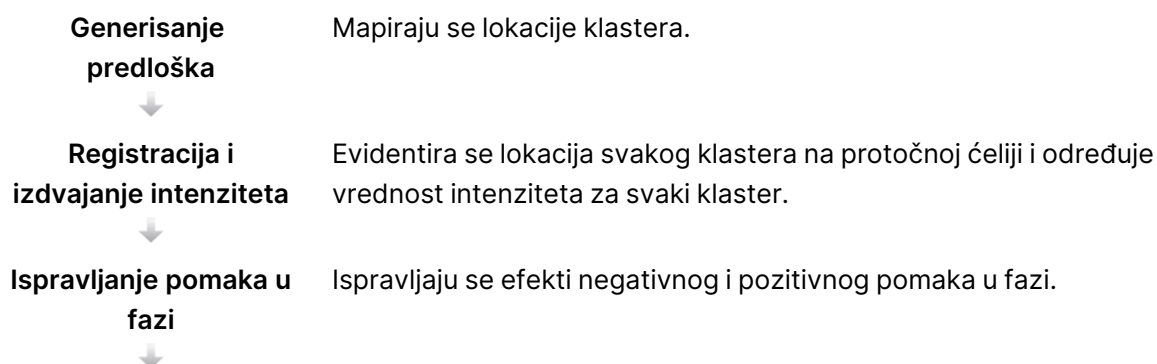 Generisanje
predloška
Mapiraju se lokacije klastera.
Registracija i
izdvajanje intenziteta
Evidentira se lokacija svakog klastera na protočnoj ćeliji i određuje
vrednost intenziteta za svaki klaster.
Ispravljanje pomaka u
fazi
Ispravljaju se efekti negativnog i pozitivnog pomaka u fazi.